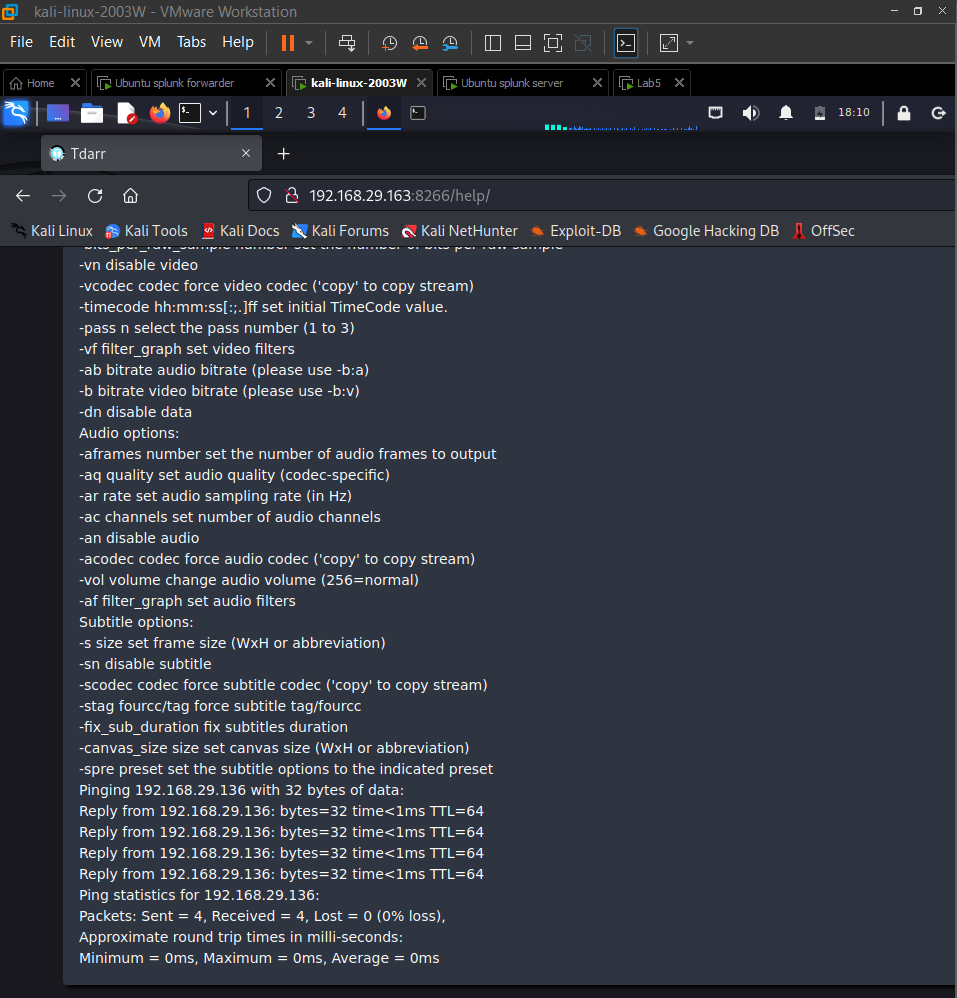 kali-linux-2003W - VMware Workstation
File Edit View VM Tabs Help
Home Ubuntu splunk forwarder kali-linux-2003W Ubuntu splunk server Lab5
1 2 3 4 18:10
Tdarr
192.168.29.163:8266/help/
Kali Linux Kali Tools Kali Docs Kali Forums Kali NetHunter Exploit-DB Google Hacking DB OffSec
-bits_per_raw_sample number set the number of bits per raw sample
-vn disable video
-vcodec codec force video codec ('copy' to copy stream)
-timecode hh:mm:ss[:;.]ff set initial TimeCode value.
-pass n select the pass number (1 to 3)
-vf filter_graph set video filters
-ab bitrate audio bitrate (please use -b:a)
-b bitrate video bitrate (please use -b:v)
-dn disable data
Audio options:
-aframes number set the number of audio frames to output
-aq quality set audio quality (codec-specific)
-ar rate set audio sampling rate (in Hz)
-ac channels set number of audio channels
-an disable audio
-acodec codec force audio codec ('copy' to copy stream)
-vol volume change audio volume (256=normal)
-af filter_graph set audio filters
Subtitle options:
-s size set frame size (WxH or abbreviation)
-sn disable subtitle
-scodec codec force subtitle codec ('copy' to copy stream)
-stag fourcc/tag force subtitle tag/fourcc
-fix_sub_duration fix subtitles duration
-canvas_size size set canvas size (WxH or abbreviation)
-spre preset set the subtitle options to the indicated preset
Pinging 192.168.29.136 with 32 bytes of data:
Reply from 192.168.29.136: bytes=32 time<1ms TTL=64
Reply from 192.168.29.136: bytes=32 time<1ms TTL=64
Reply from 192.168.29.136: bytes=32 time<1ms TTL=64
Reply from 192.168.29.136: bytes=32 time<1ms TTL=64
Ping statistics for 192.168.29.136:
Packets: Sent = 4, Received = 4, Lost = 0 (0% loss),
Approximate round trip times in milli-seconds:
Minimum = 0ms, Maximum = 0ms, Average = 0ms